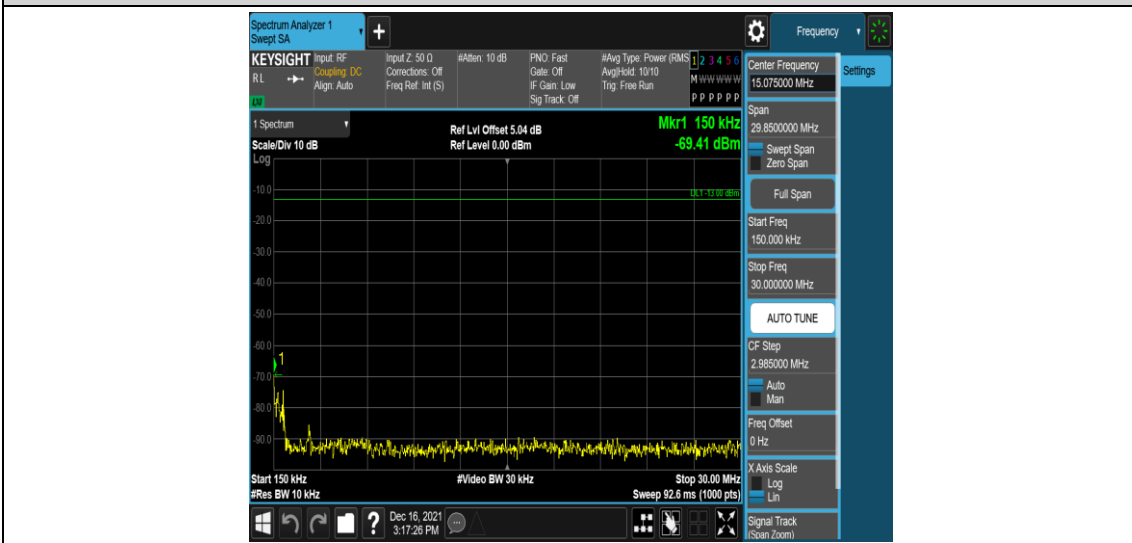 Spectrum Analyzer 1
Swept SA
+
Frequency
KEYSIGHT
RL
LXI
Input: RF
Coupling: DC
Align: Auto
Input Z: 50 Ω
Corrections: Off
Freq Ref: Int (S)
#Atten: 10 dB
PNO: Fast
Gate: Off
IF Gain: Low
Sig Track: Off
#Avg Type: Power (RMS
Avg|Hold: 10/10
Trig: Free Run
1 2 3 4 5 6
M W W W W W
P P P P P P
Center Frequency
15.075000 MHz
Settings
Span
29.8500000 MHz
Swept Span
Zero Span
Full Span
Start Freq
150.000 kHz
Stop Freq
30.000000 MHz
AUTO TUNE
CF Step
2.985000 MHz
Auto
Man
Freq Offset
0 Hz
X Axis Scale
Log
Lin
Signal Track
(Span Zoom)
1 Spectrum
Scale/Div 10 dB
Log
Ref Lvl Offset 5.04 dB
Ref Level 0.00 dBm
Mkr1 150 kHz
-69.41 dBm
DL1 -13.00 dBm
-10.0
-20.0
-30.0
-40.0
-50.0
-60.0
1
-70.0
-80.0
-90.0
Start 150 kHz
#Video BW 30 kHz
Stop 30.00 MHz
#Res BW 10 kHz
Sweep 92.6 ms (1000 pts)
?
Dec 16, 2021
3:17:26 PM